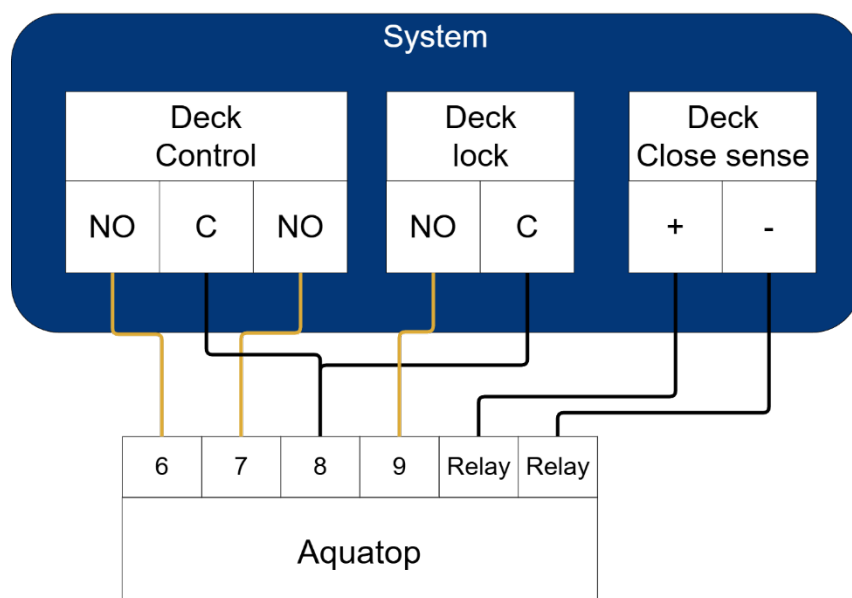 System
Deck
Control
Deck
lock
Deck
Close sense
NO C NO
NO C
+ -
6 7 8 9 Relay Relay
Aquatop